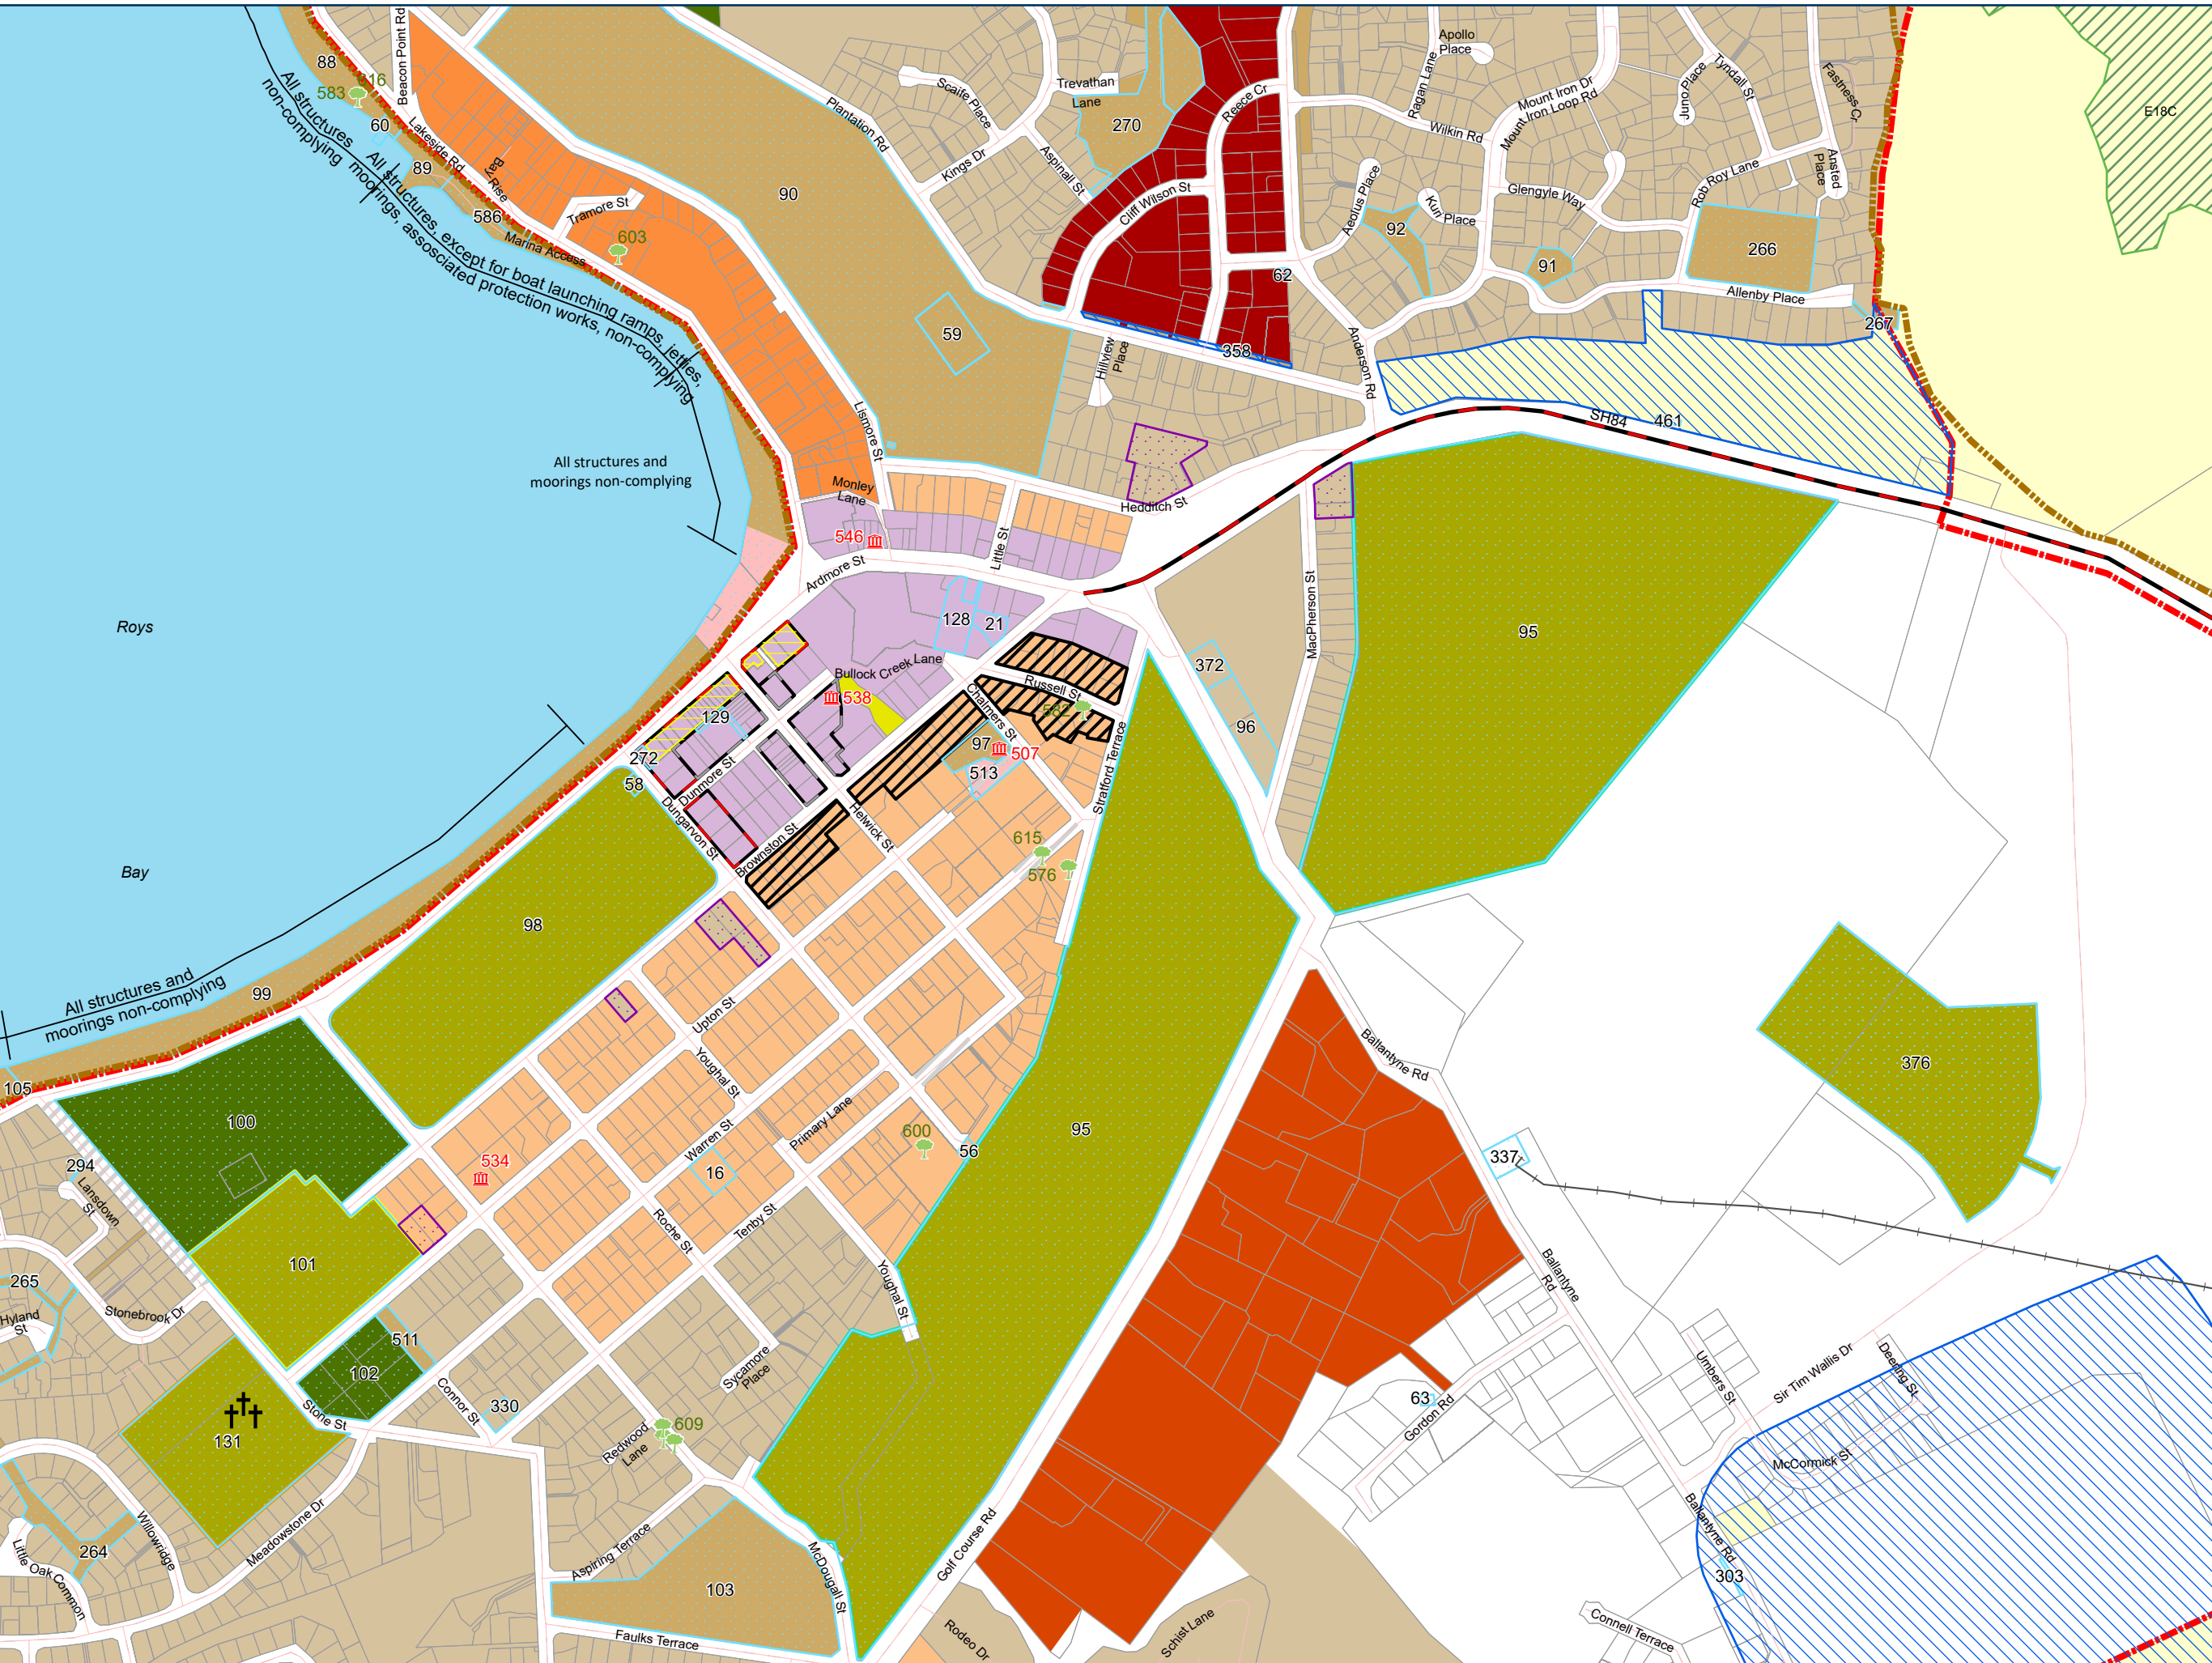 88
Beacon Point Rd
616
583
60
All structures
non-complying
All structures, except for boat launching ramps, jetties,
moorings, associated protection works, non-complying
Lakeside Rd
Bay
Rise
89
586
Marina Access
Tramore St
603
90
Plantation Rd
Scaife Place
Kings Dr
Aspinall St
Trevathan
Lane
270
Reece Cr
Cliff Wilson St
62
Apollo
Place
Ragan Lane
Wilkin Rd
Mount Iron Dr
Mount Iron Loop Rd
Juno Place
Tyndall St
Fastness Cr
Ansted
Place
Rob Roy Lane
Glengyle Way
Aeolus Place
Kuri Place
92
91
266
Allenby Place
267
E18C
59
Hillview
Place
358
Anderson Rd
SH84
461
Lismore St
Monley
Lane
Hedditch St
All structures and
moorings non-complying
546
Little St
Ardmore St
MacPherson St
95
Roys
Bay
128
21
Bullock Creek Lane
538
Russell St
582
Chalmers St
372
96
129
272
58
Dunmore St
Dungarvon St
Brownston St
Helwick St
97
507
513
Stratford Terrace
615
576
98
99
All structures and
moorings non-complying
105
100
294
Lansdown
St
101
534
Upton St
Youghal St
Warren St
Primary Lane
16
600
56
95
Roche St
Tenby St
Youghal St
Ballantyne Rd
376
337
Ballantyne
Rd
265
Hyland
St
Stonebrook Dr
102
511
Stone St
131
Connor St
330
Sycamore
Place
Redwood
Lane
609
63
Gordon Rd
Umbers St
Sir Tim Wallis Dr
Deering St
McCormick St
Ballantyne Rd
303
Connell Terrace
264
Little Oak Common
Willowridge
Meadowstone Dr
Aspiring Terrace
103
McDougall St
Faulks Terrace
Golf Course Rd
Rodeo Dr
Schist Lane